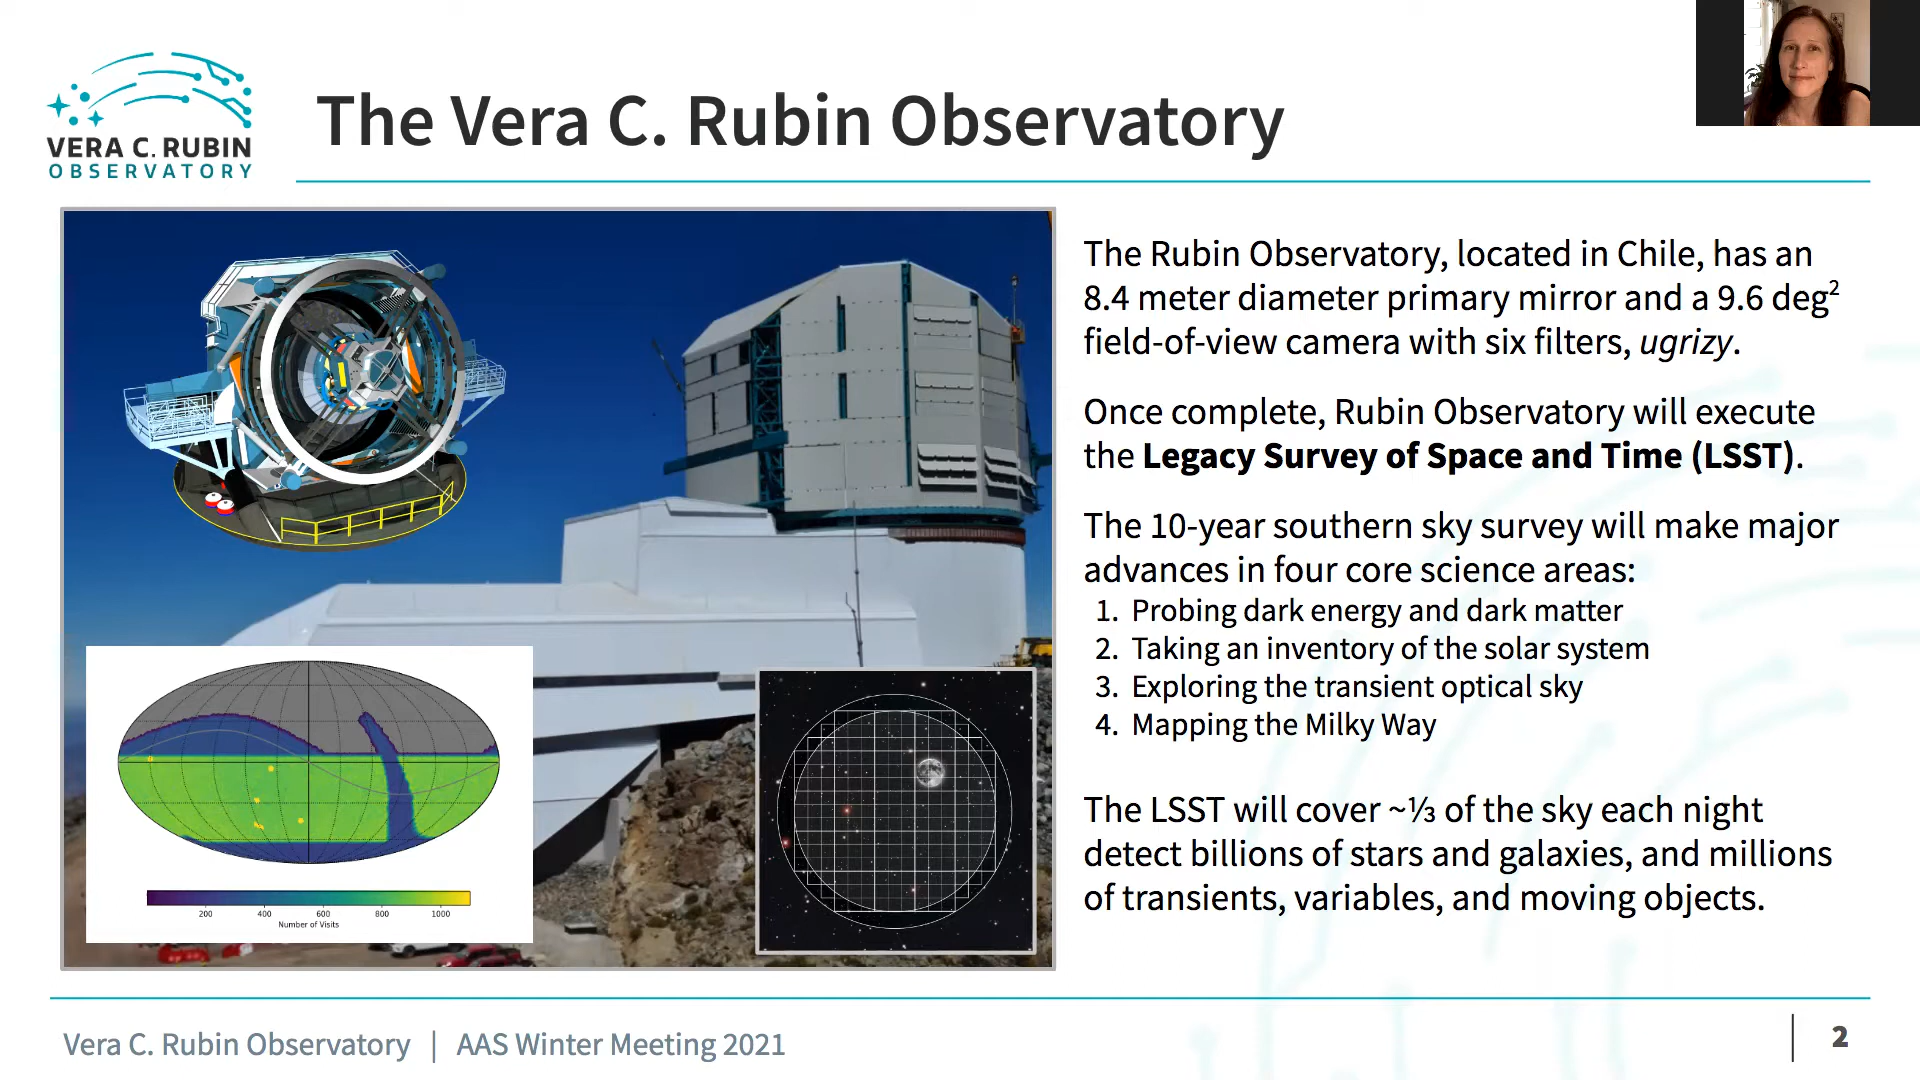 VERA C. RUBIN
OBSERVATORY
The Vera C. Rubin Observatory
The Rubin Observatory, located in Chile, has an
8.4 meter diameter primary mirror and a 9.6 deg²
field-of-view camera with six filters, ugrizy.
Once complete, Rubin Observatory will execute
the Legacy Survey of Space and Time (LSST).
The 10-year southern sky survey will make major
advances in four core science areas:
1. Probing dark energy and dark matter
2. Taking an inventory of the solar system
3. Exploring the transient optical sky
4. Mapping the Milky Way
The LSST will cover ~⅓ of the sky each night
detect billions of stars and galaxies, and millions
of transients, variables, and moving objects.
200 400 600 800 1000
Number of Visits
Vera C. Rubin Observatory | AAS Winter Meeting 2021
2